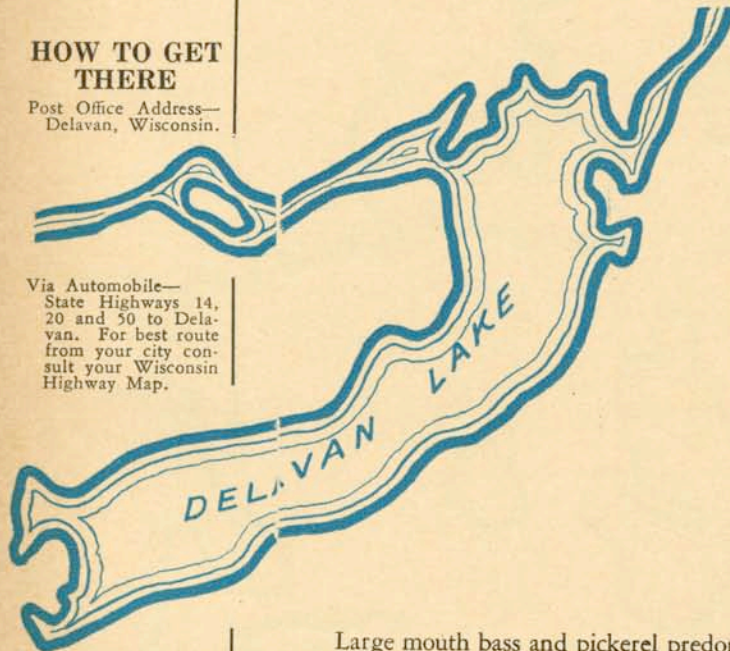 HOW TO GET
THERE
Post Office Address—
Delavan, Wisconsin.
Via Automobile—
State Highways 14,
20 and 50 to Dela-
van. For best route
from your city con-
sult your Wisconsin
Highway Map.
DELAVAN LAKE
Large mouth bass and pickerel